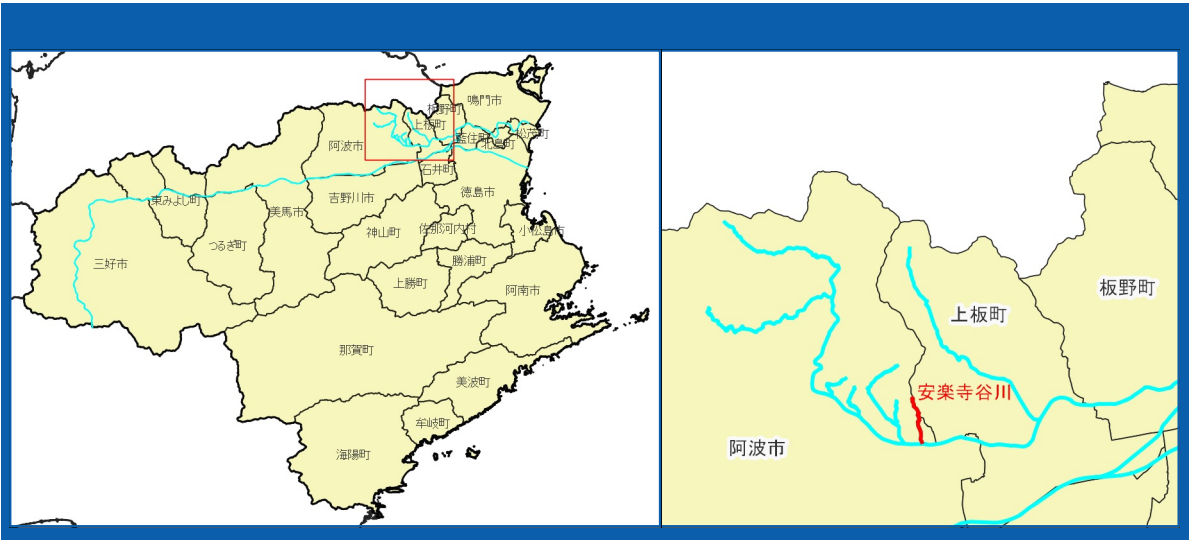 鳴門市
板野町
上板町
松茂町
藍住町
北島町
阿波市
石井町
徳島市
東みよし町
吉野川市
美馬市
佐那河内村
小松島市
神山町
つるぎ町
勝浦町
三好市
上勝町
阿南市
那賀町
美波町
牟岐町
海陽町
板野町
上板町
安楽寺谷川
阿波市